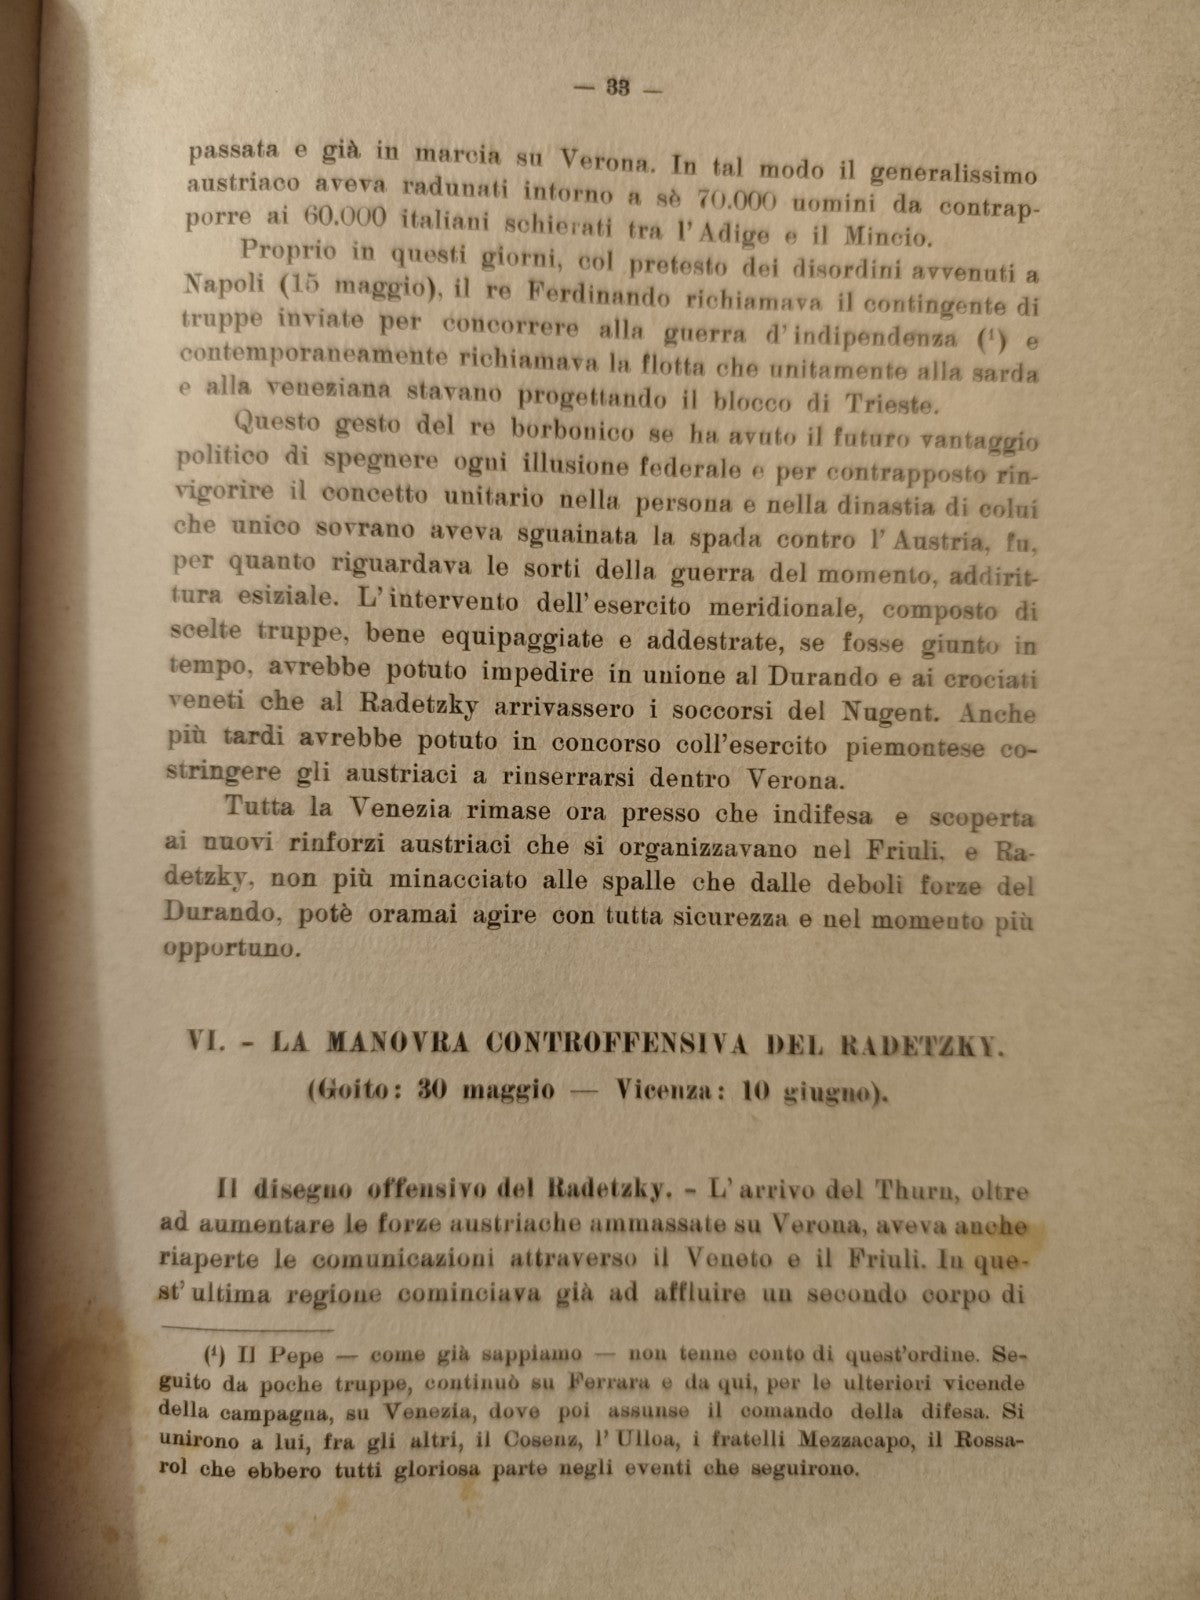 — 33 —
passata e già in marcia su Verona. In tal modo il generalissimo
austriaco aveva radunati intorno a sè 70.000 uomini da contrap-
porre ai 60.000 italiani schierati tra l'Adige e il Mincio.
Proprio in questi giorni, col pretesto dei disordini avvenuti a
Napoli (15 maggio), il re Ferdinando richiamava il contingente di
truppe inviate per concorrere alla guerra d'indipendenza (¹) e
contemporaneamente richiamava la flotta che unitamente alla sarda
e alla veneziana stavano progettando il blocco di Trieste.
Questo gesto del re borbonico se ha avuto il futuro vantaggio
politico di spegnere ogni illusione federale e per contrapposto rin-
vigorire il concetto unitario nella persona e nella dinastia di colui
che unico sovrano aveva sguainata la spada contro l'Austria, fu,
per quanto riguardava le sorti della guerra del momento, addirit-
tura esiziale. L'intervento dell'esercito meridionale, composto di
scelte truppe, bene equipaggiate e addestrate, se fosse giunto in
tempo, avrebbe potuto impedire in unione al Durando e ai crociati
veneti che al Radetzky arrivassero i soccorsi del Nugent. Anche
più tardi avrebbe potuto in concorso coll'esercito piemontese co-
stringere gli austriaci a rinserrarsi dentro Verona.
Tutta la Venezia rimase ora presso che indifesa e scoperta
ai nuovi rinforzi austriaci che si organizzavano nel Friuli, e Ra-
detzky, non più minacciato alle spalle che dalle deboli forze del
Durando, potè oramai agire con tutta sicurezza e nel momento più
opportuno.
VI. - LA MANOVRA CONTROFFENSIVA DEL RADETZKY.
(Goito: 30 maggio — Vicenza: 10 giugno).
Il disegno offensivo del Radetzky. - L'arrivo del Thurn, oltre
ad aumentare le forze austriache ammassate su Verona, aveva anche
riaperte le comunicazioni attraverso il Veneto e il Friuli. In que-
st'ultima regione cominciava già ad affluire un secondo corpo di
(¹) Il Pepe — come già sappiamo — non tenne conto di quest'ordine. Se-
guito da poche truppe, continuò su Ferrara e da qui, per le ulteriori vicende
della campagna, su Venezia, dove poi assunse il comando della difesa. Si
unirono a lui, fra gli altri, il Cosenz, l'Ulloa, i fratelli Mezzacapo, il Rossa-
rol che ebbero tutti gloriosa parte negli eventi che seguirono.